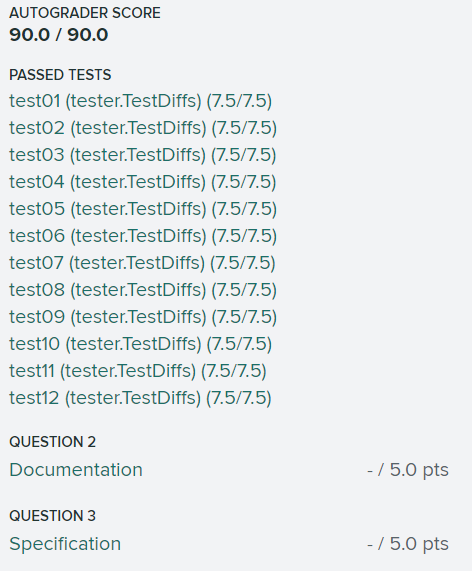 AUTOGRADER SCORE
90.0 / 90.0
PASSED TESTS
test01 (tester.TestDiffs) (7.5/7.5)
test02 (tester.TestDiffs) (7.5/7.5)
test03 (tester.TestDiffs) (7.5/7.5)
test04 (tester.TestDiffs) (7.5/7.5)
test05 (tester.TestDiffs) (7.5/7.5)
test06 (tester.TestDiffs) (7.5/7.5)
test07 (tester.TestDiffs) (7.5/7.5)
test08 (tester.TestDiffs) (7.5/7.5)
test09 (tester.TestDiffs) (7.5/7.5)
test10 (tester.TestDiffs) (7.5/7.5)
test11 (tester.TestDiffs) (7.5/7.5)
test12 (tester.TestDiffs) (7.5/7.5)
QUESTION 2
Documentation - / 5.0 pts
QUESTION 3
Specification - / 5.0 pts